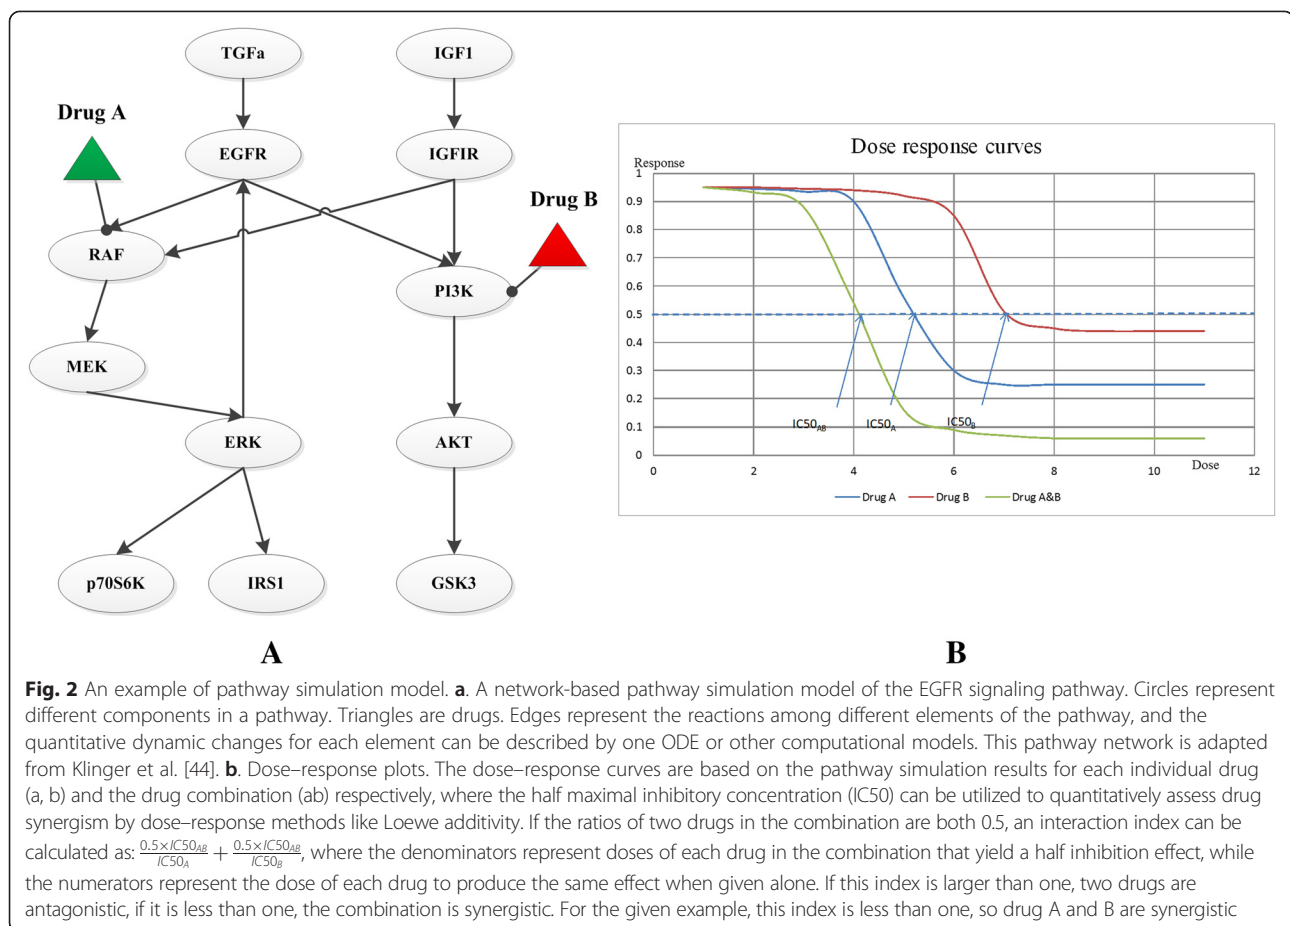 TGFa
IGF1
Drug A
EGFR
IGFIR
Drug B
RAF
PI3K
MEK
ERK
AKT
p70S6K
IRS1
GSK3
A
Dose response curves
Response
1
0.9
0.8
0.7
0.6
0.5
0.4
0.3
0.2
0.1
0
IC50AB
IC50A
IC50B
0
2
4
6
8
10
12
Dose
Drug A
Drug B
Drug A&B
B
Fig. 2 An example of pathway simulation model. a. A network-based pathway simulation model of the EGFR signaling pathway. Circles represent
different components in a pathway. Triangles are drugs. Edges represent the reactions among different elements of the pathway, and the
quantitative dynamic changes for each element can be described by one ODE or other computational models. This pathway network is adapted
from Klinger et al. [44]. b. Dose–response plots. The dose–response curves are based on the pathway simulation results for each individual drug
(a, b) and the drug combination (ab) respectively, where the half maximal inhibitory concentration (IC50) can be utilized to quantitatively assess drug
synergism by dose–response methods like Loewe additivity. If the ratios of two drugs in the combination are both 0.5, an interaction index can be
calculated as: 0.5×IC50AB/IC50A + 0.5×IC50AB/IC50B, where the denominators represent doses of each drug in the combination that yield a half inhibition effect, while
the numerators represent the dose of each drug to produce the same effect when given alone. If this index is larger than one, two drugs are
antagonistic, if it is less than one, the combination is synergistic. For the given example, this index is less than one, so drug A and B are synergistic